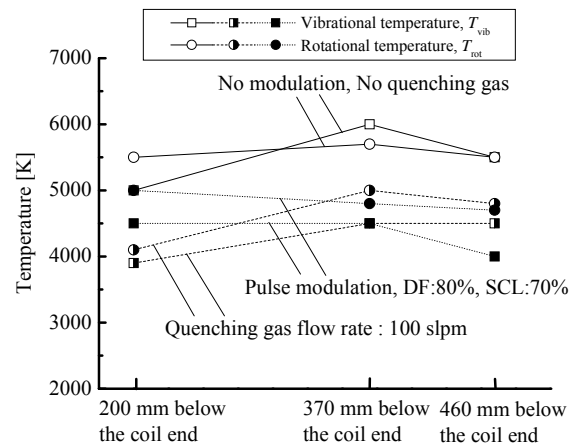 Vibrational temperature, Tvib
Rotational temperature, Trot
7000
6000
5000
4000
3000
2000
Temperature [K]
No modulation, No quenching gas
Pulse modulation, DF:80%, SCL:70%
Quenching gas flow rate : 100 slpm
200 mm below
the coil end
370 mm below
the coil end
460 mm below
the coil end